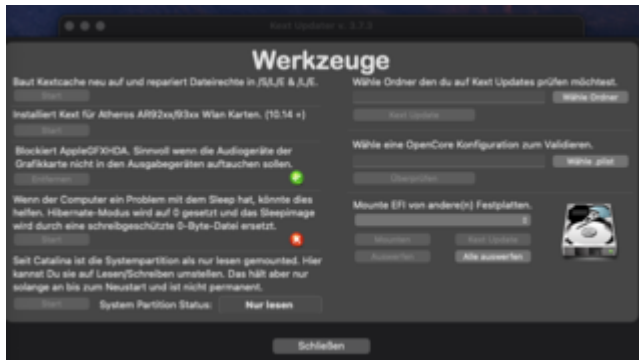 Kext Updater v. 3.7.3
Werkzeuge
Baut Kextcache neu auf und repariert Dateirechte in /S/L/E & /L/E.
Start
Installiert Kext für Atheros AR92xx/93xx Wlan Karten. (10.14 +)
Start
Blockiert AppleGFXHDA. Sinnvoll wenn die Audiogeräte der
Grafikkarte nicht in den Ausgabegeräten auftauchen sollen.
Entfernen
Wenn der Computer ein Problem mit dem Sleep hat, könnte dies
helfen. Hibernate-Modus wird auf 0 gesetzt und das Sleepimage
wird durch eine schreibgeschützte 0-Byte-Datei ersetzt.
Start
Seit Catalina ist die Systempartition als nur lesen gemounted. Hier
kannst Du sie auf Lesen/Schreiben umstellen. Das hält aber nur
solange an bis zum Neustart und ist nicht permanent.
Start System Partition Status: Nur lesen
Wähle Ordner den du auf Kext Updates prüfen möchtest.
Wähle Ordner
Kext Update
Wähle eine OpenCore Konfiguration zum Validieren.
Wähle .plist
Überprüfen
Mounte EFI von andere(n) Festplatten.
Mounten Kext Update
Auswerfen Alle auswerfen
Schließen